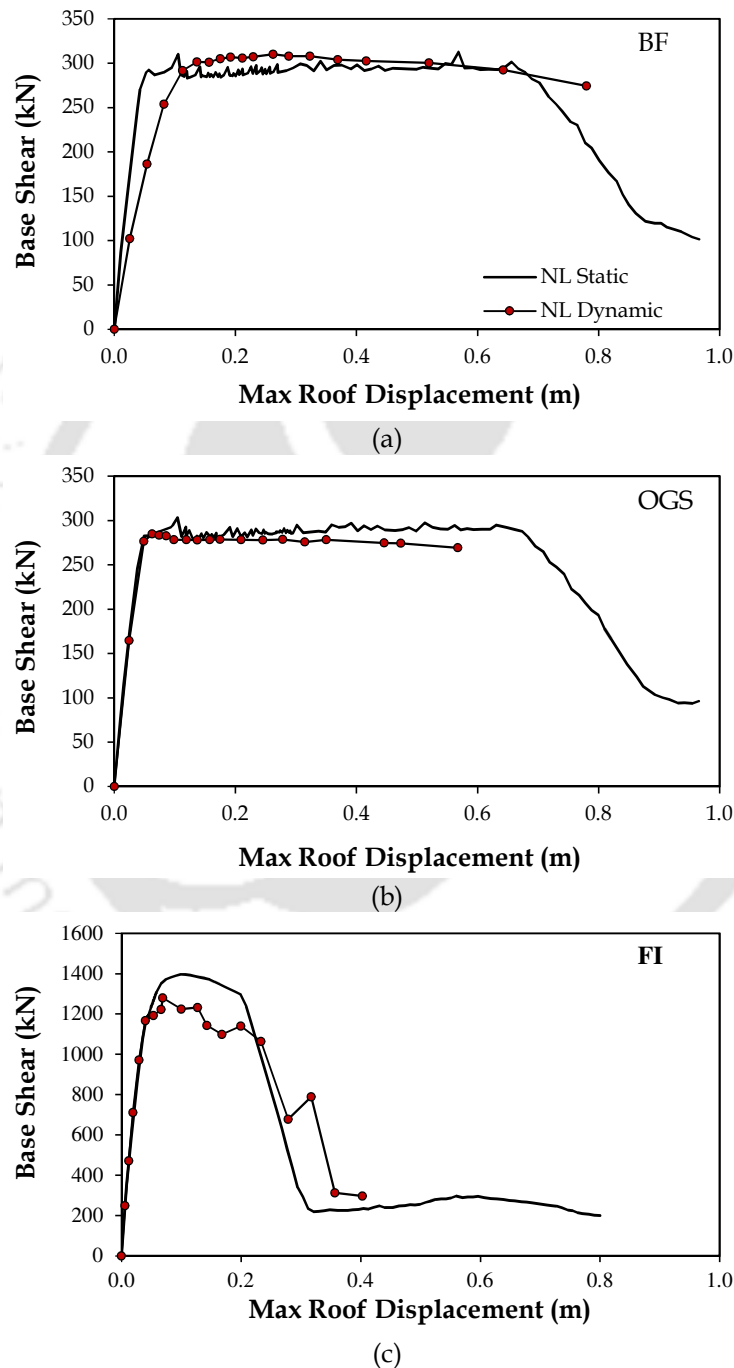 350
BF
300
250
200
150
100
50
0
Base Shear (kN)
NL Static
NL Dynamic
0.0 0.2 0.4 0.6 0.8 1.0
Max Roof Displacement (m)
(a)
350
OGS
300
250
200
150
100
50
0
Base Shear (kN)
0.0 0.2 0.4 0.6 0.8 1.0
Max Roof Displacement (m)
(b)
1600
FI
1400
1200
1000
800
600
400
200
0
Base Shear (kN)
0.0 0.2 0.4 0.6 0.8 1.0
Max Roof Displacement (m)
(c)